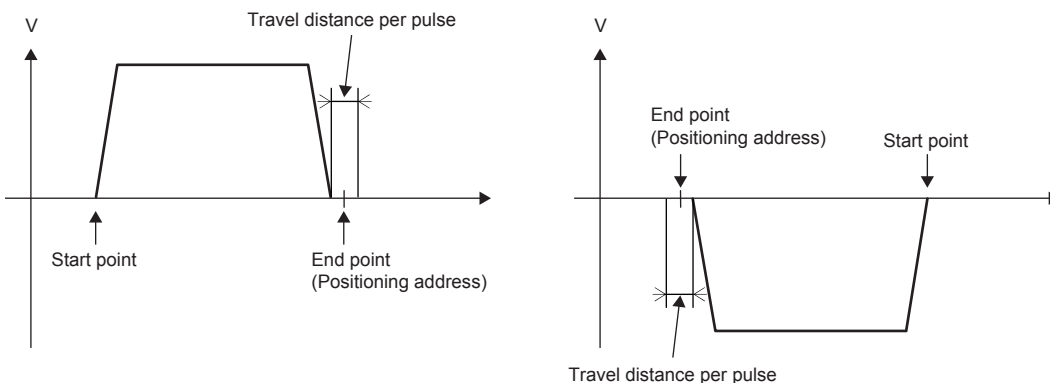 Travel distance per pulse
V
Start point
End point
(Positioning address)
V
End point
(Positioning address)
Start point
Travel distance per pulse